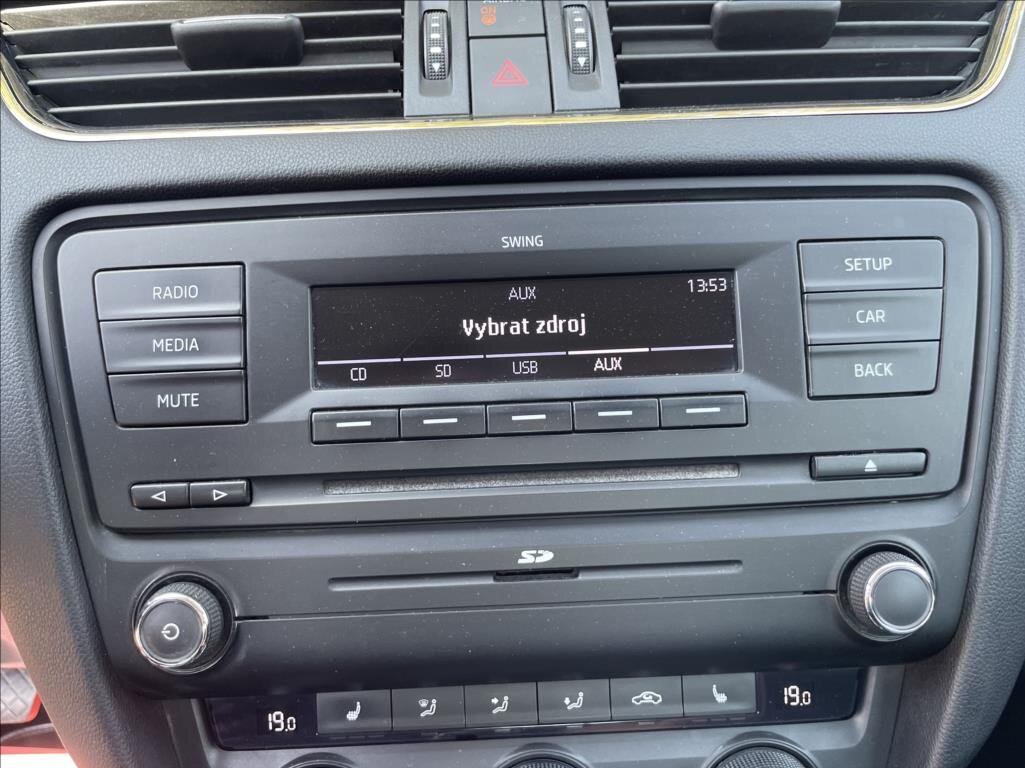 ON
SWING
RADIO
MEDIA
MUTE
AUX 13:53
Vybrat zdroj
CD SD USB AUX
SETUP
CAR
BACK
SD
19.0 19.0